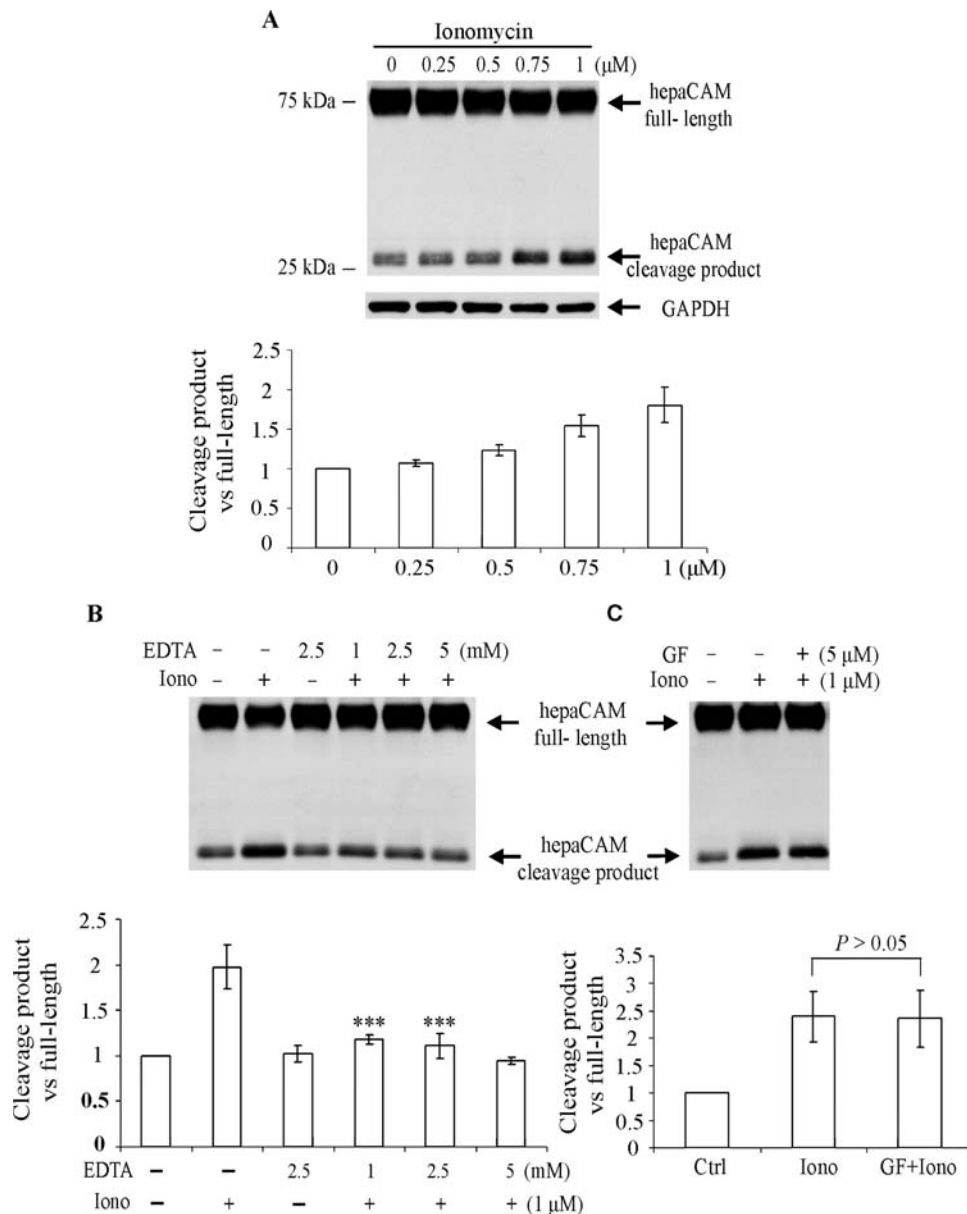 A
Ionomycin
0 0.25 0.5 0.75 1 (µM)
75 kDa –
hepaCAM
full- length
hepaCAM
cleavage product
25 kDa –
GAPDH
Cleavage product
vs full-length
2.5
2
1.5
1
0.5
0
0 0.25 0.5 0.75 1 (µM)
B
EDTA – – 2.5 1 2.5 5 (mM)
Iono – + – + + +
hepaCAM
full- length
hepaCAM
cleavage product
Cleavage product
vs full-length
2.5
2
1.5
1
0.5
0
*** ***
EDTA – – 2.5 1 2.5 5 (mM)
Iono – + – + + + (1 µM)
C
GF – – + (5 µM)
Iono – + + (1 µM)
Cleavage product
vs full-length
3.5
3
2.5
2
1.5
1
0.5
0
P > 0.05
Ctrl Iono GF+Iono